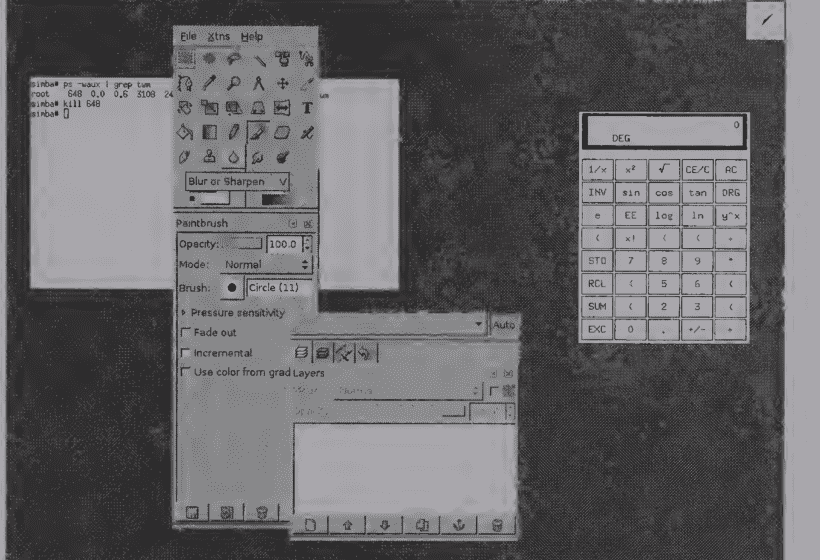 simba# ps -waux | grep twm
root 648 0.0 0.6 3108 24
simba# kill 648
simba#
File Xtns Help
T
Blur or Sharpen V
Paintbrush
Opacity: 100.0
Mode: Normal
Brush: Circle (11)
Pressure sensitivity
Fade out
Incremental
Use color from grad
Auto
Layers
Normal
0
DEG
1/x x² √ CE/C AC
INV sin cos tan DRG
e EE log ln y^x
( x! ( ( ÷
STO 7 8 9 *
RCL ( 5 6 (
SUM ( 2 3 (
EXC 0 . +/- +